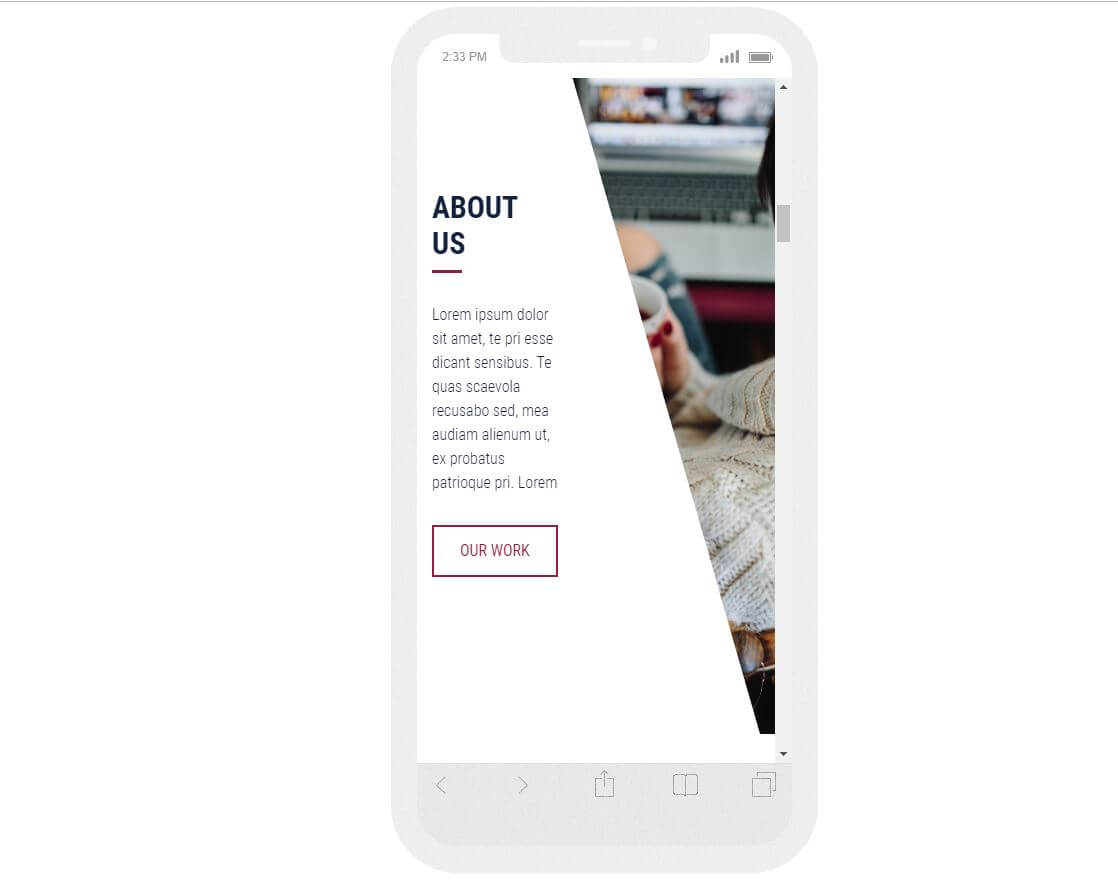 2:33 PM
ABOUT
US
Lorem ipsum dolor
sit amet, te pri esse
dicant sensibus. Te
quas scaevola
recusabo sed, mea
audiam alienum ut,
ex probatus
patrioque pri. Lorem
OUR WORK